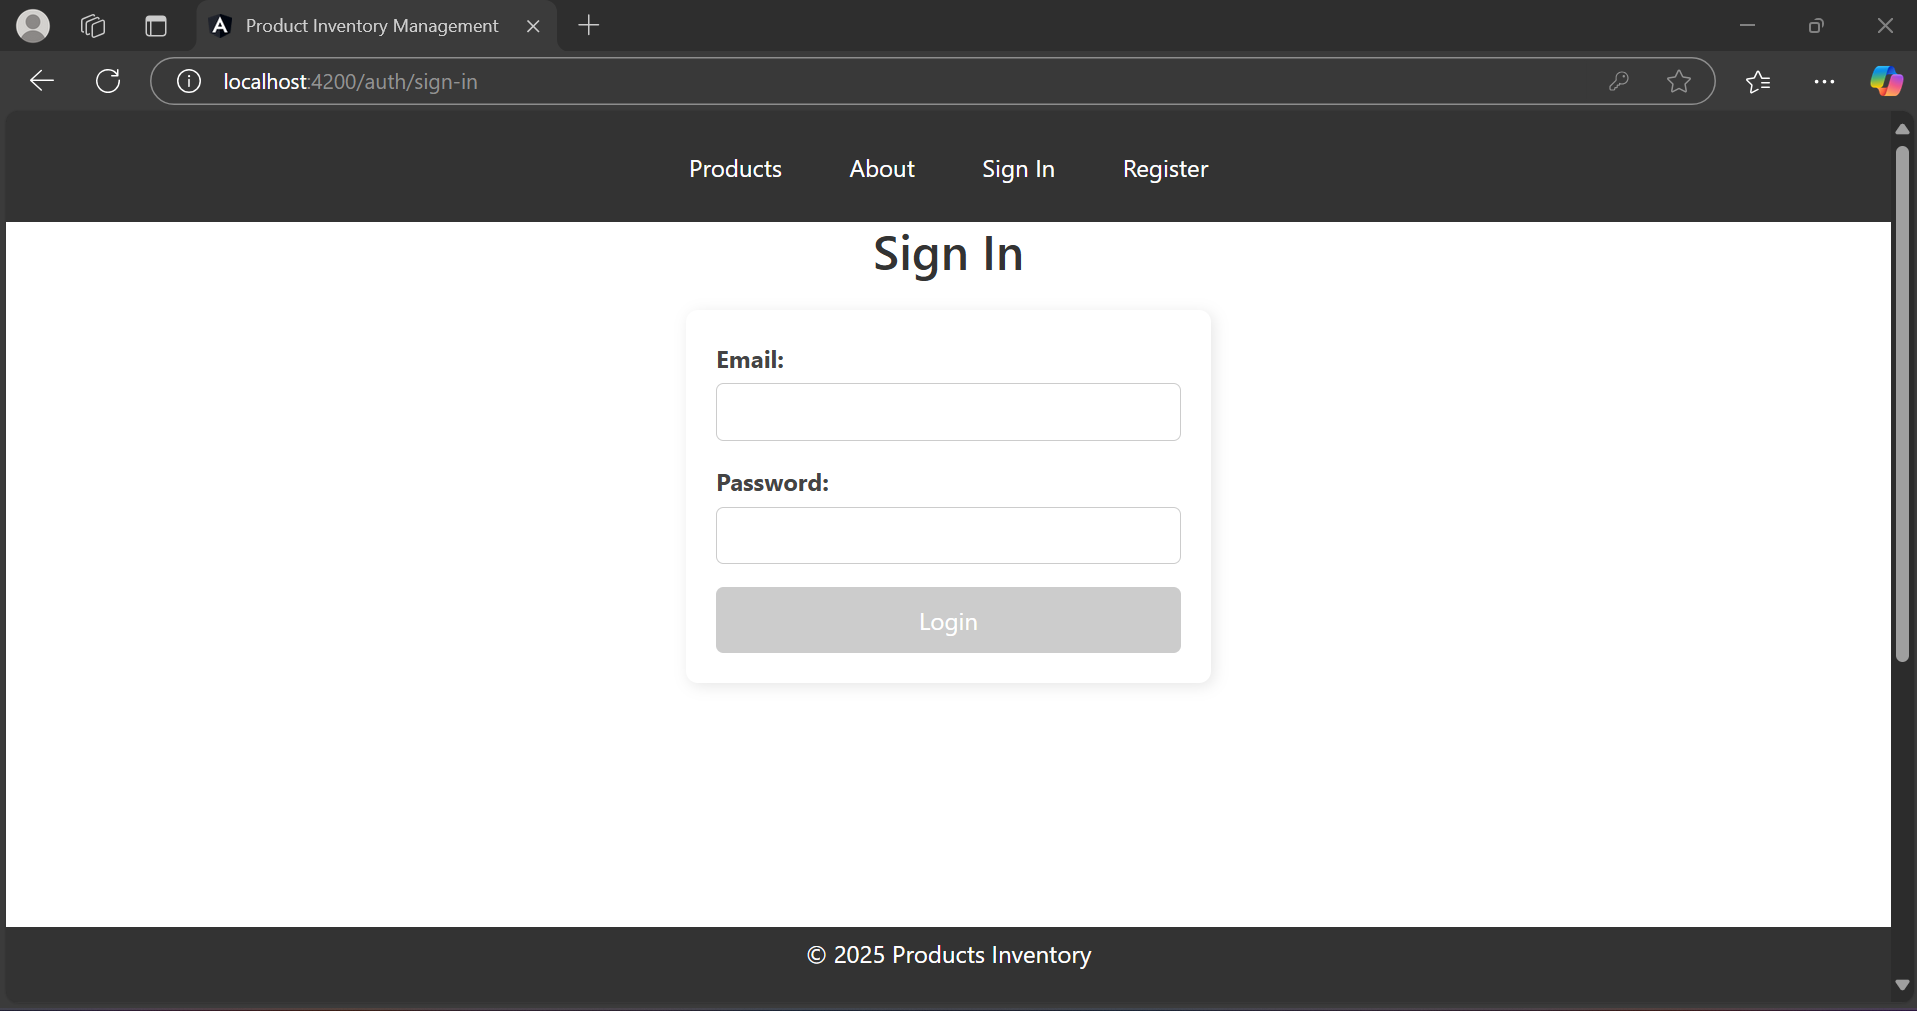 Product Inventory Management
localhost:4200/auth/sign-in
Products About Sign In Register
Sign In
Email:
Password:
Login
© 2025 Products Inventory